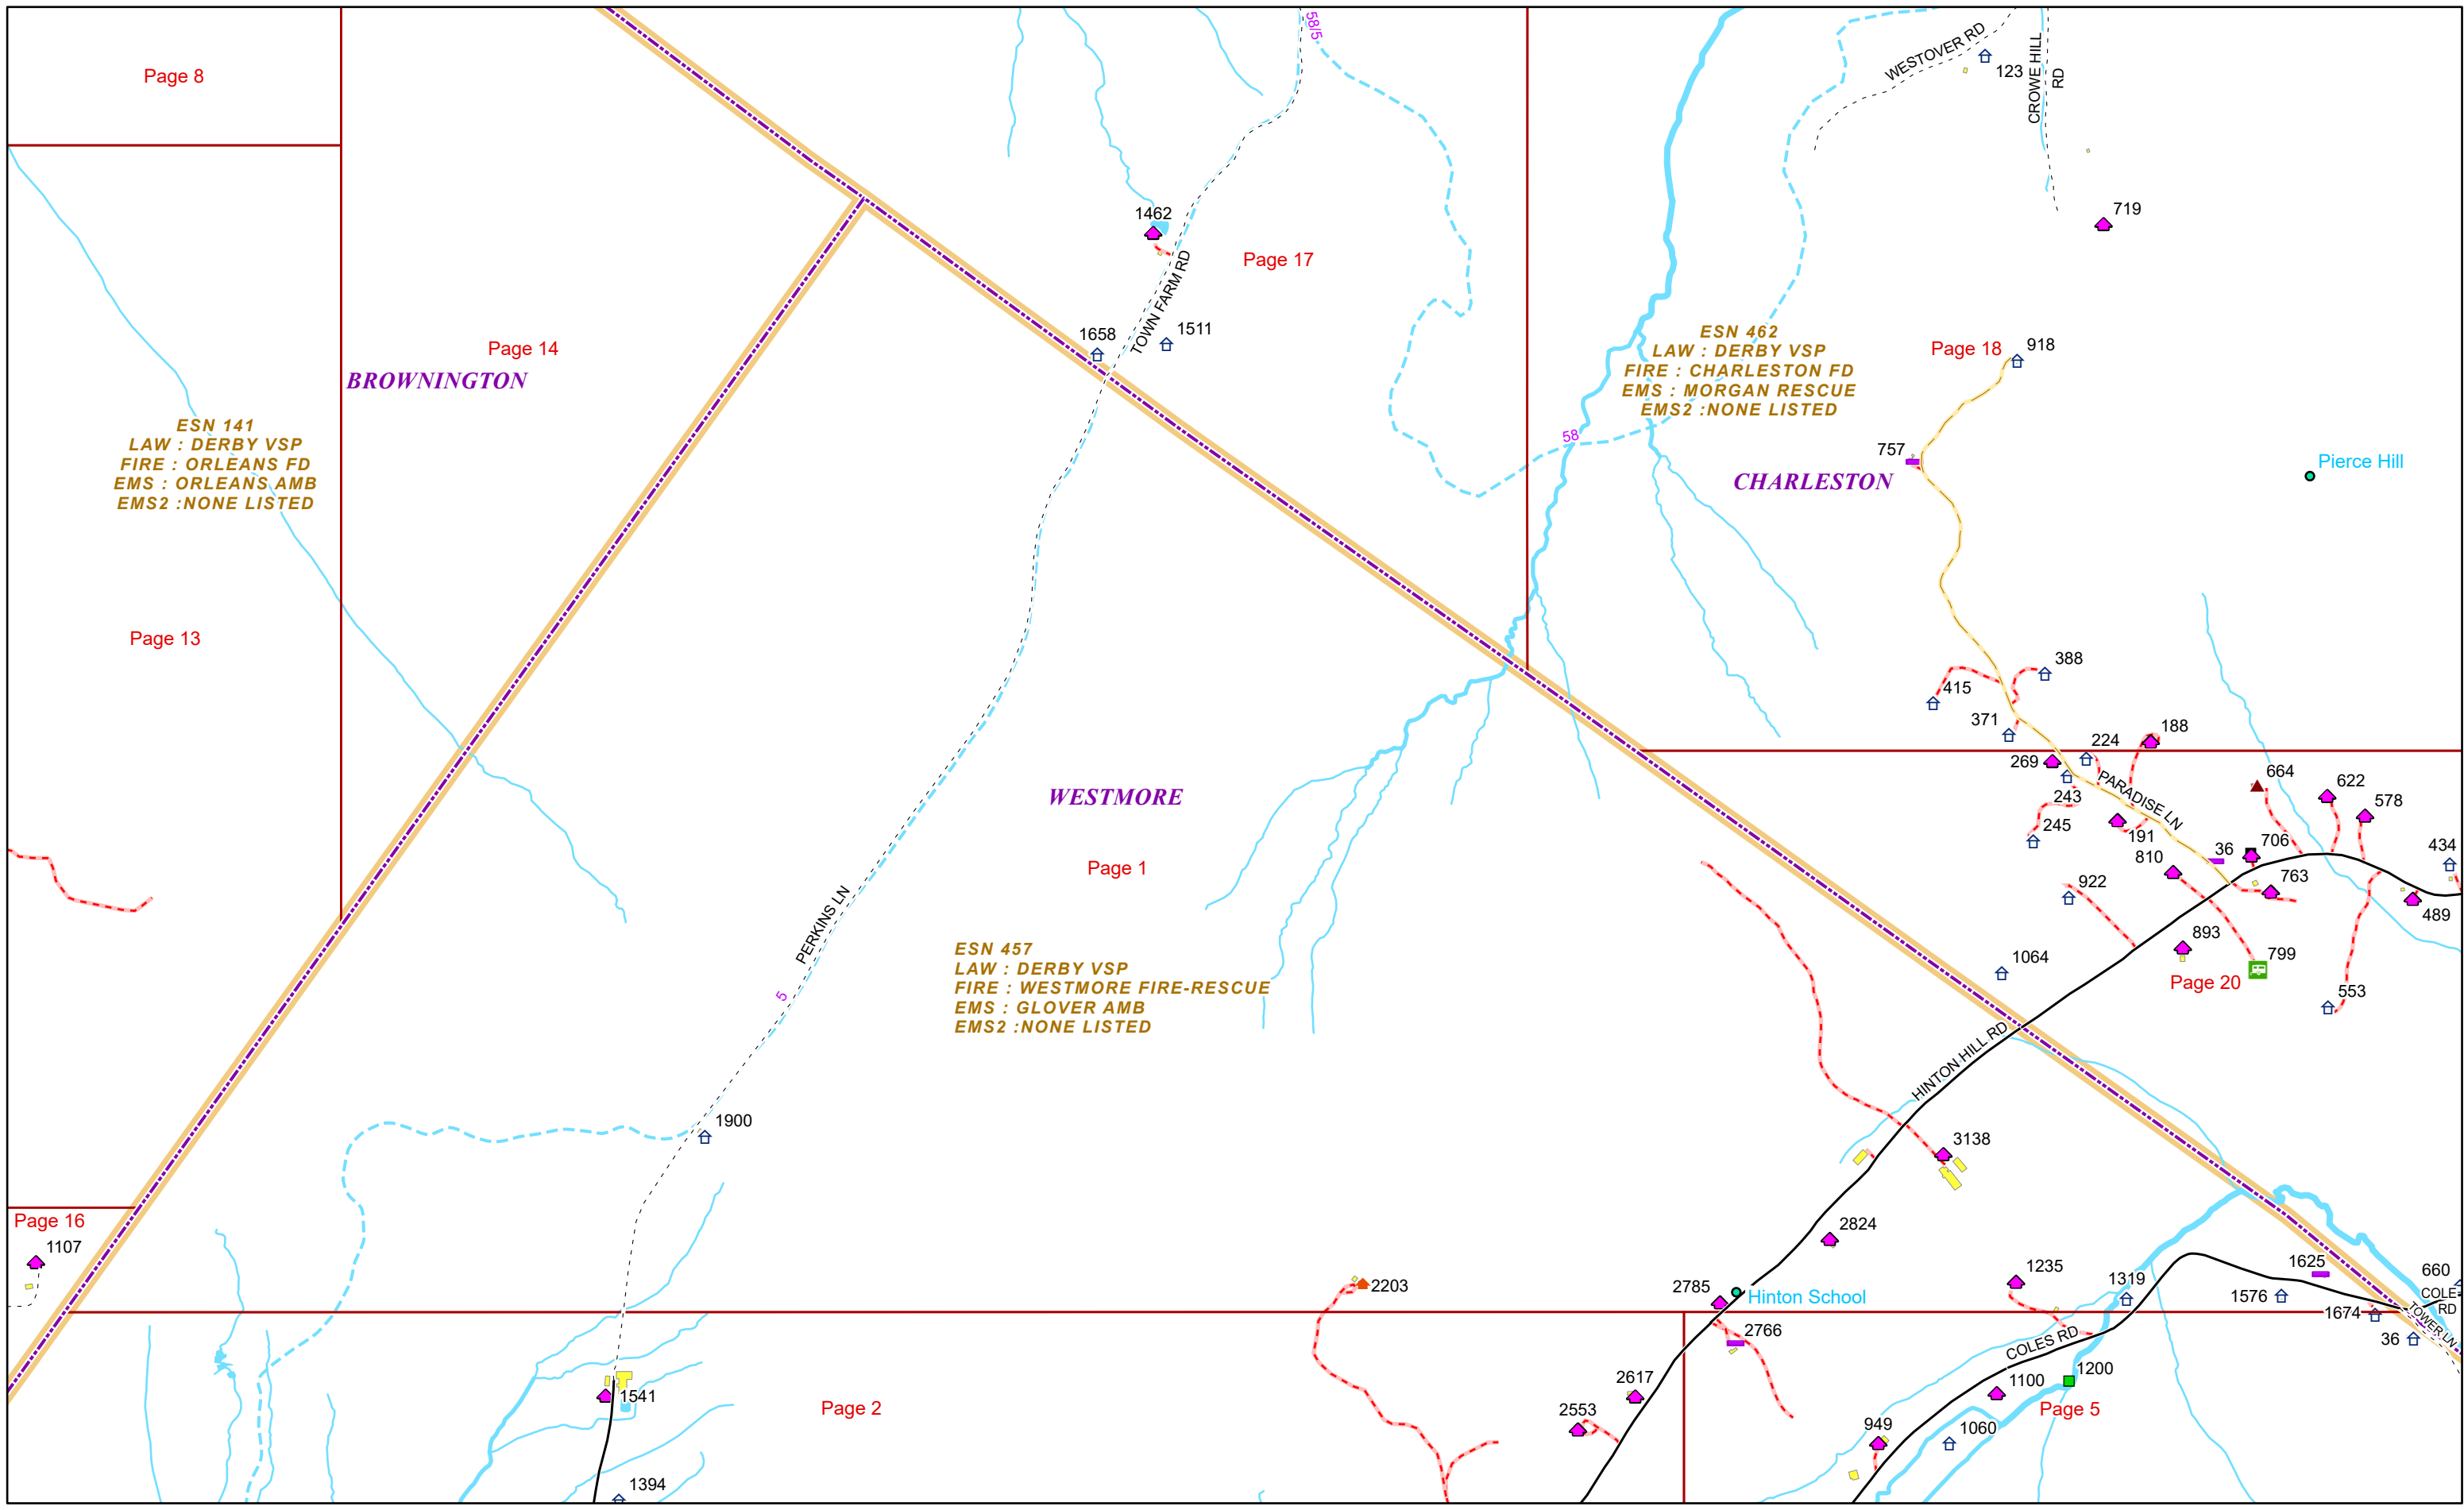 58/5
WESTOVER RD
CROWE HILL
RD
123
Page 8
1462
719
Page 17
TOWN FARM RD
1658
1511
Page 14
BROWNINGTON
ESN 462
LAW : DERBY VSP
FIRE : CHARLESTON FD
EMS : MORGAN RESCUE
EMS2 :NONE LISTED
Page 18
918
ESN 141
LAW : DERBY VSP
FIRE : ORLEANS FD
EMS : ORLEANS AMB
EMS2 :NONE LISTED
58
757
Pierce Hill
CHARLESTON
Page 13
388
415
371
188
224
269
664
622
578
243
PARADISE LN
245
191
36
706
434
810
763
922
489
WESTMORE
Page 1
PERKINS LN
893
799
1064
Page 20
553
ESN 457
LAW : DERBY VSP
FIRE : WESTMORE FIRE-RESCUE
EMS : GLOVER AMB
EMS2 :NONE LISTED
5
HINTON HILL RD
1900
3138
Page 16
1107
2824
2203
2785
Hinton School
1235
1319
1625
1576
660
COLE
RD
1674
TOWER LN
36
2766
COLES RD
1200
1541
2617
1100
Page 2
2553
Page 5
949
1060
1394